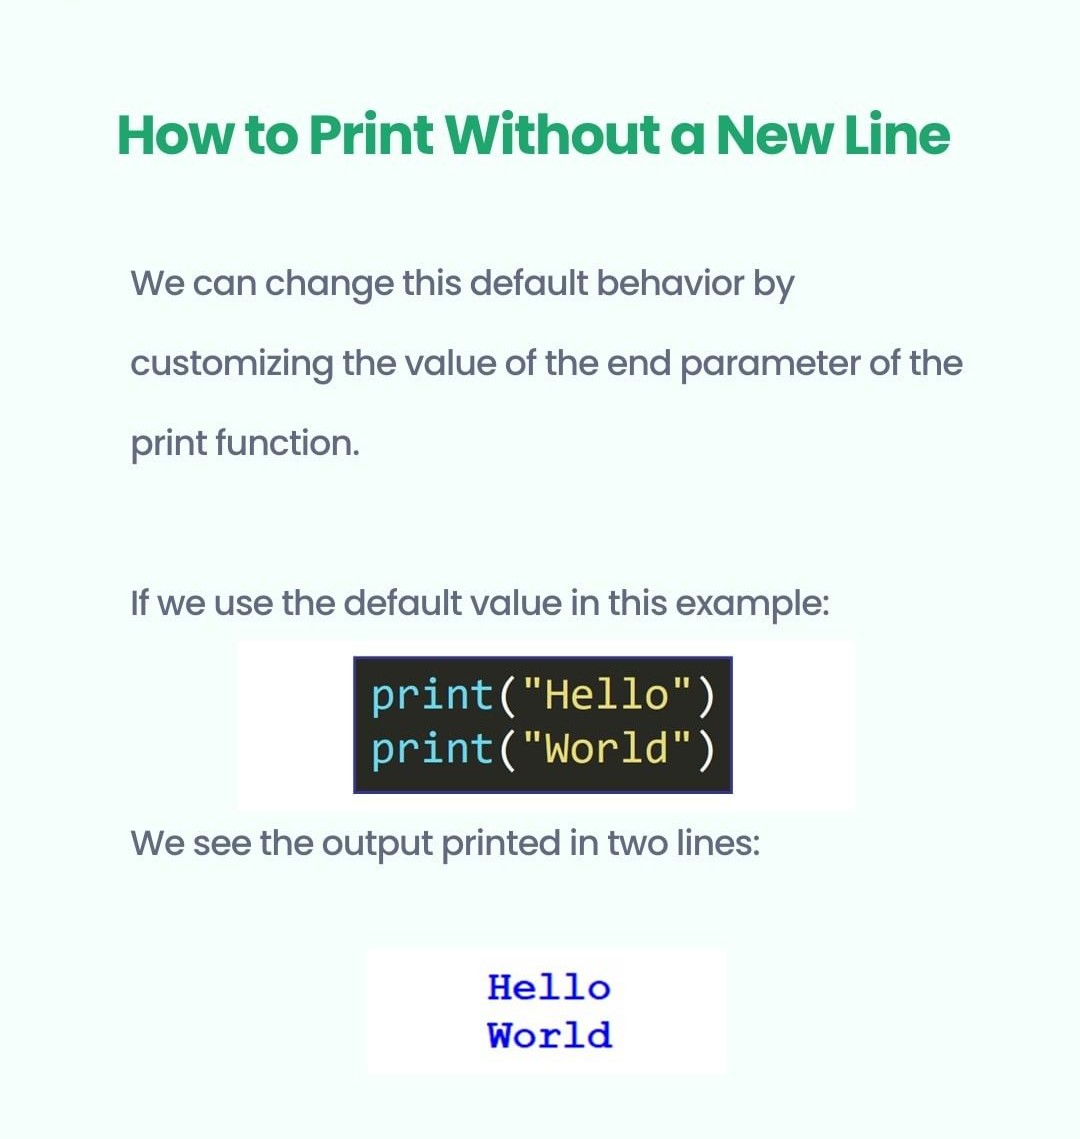 How to Print Without a New Line
We can change this default behavior by
customizing the value of the end parameter of the
print function.
If we use the default value in this example:
print("Hello")
print("World")
We see the output printed in two lines:
Hello
World